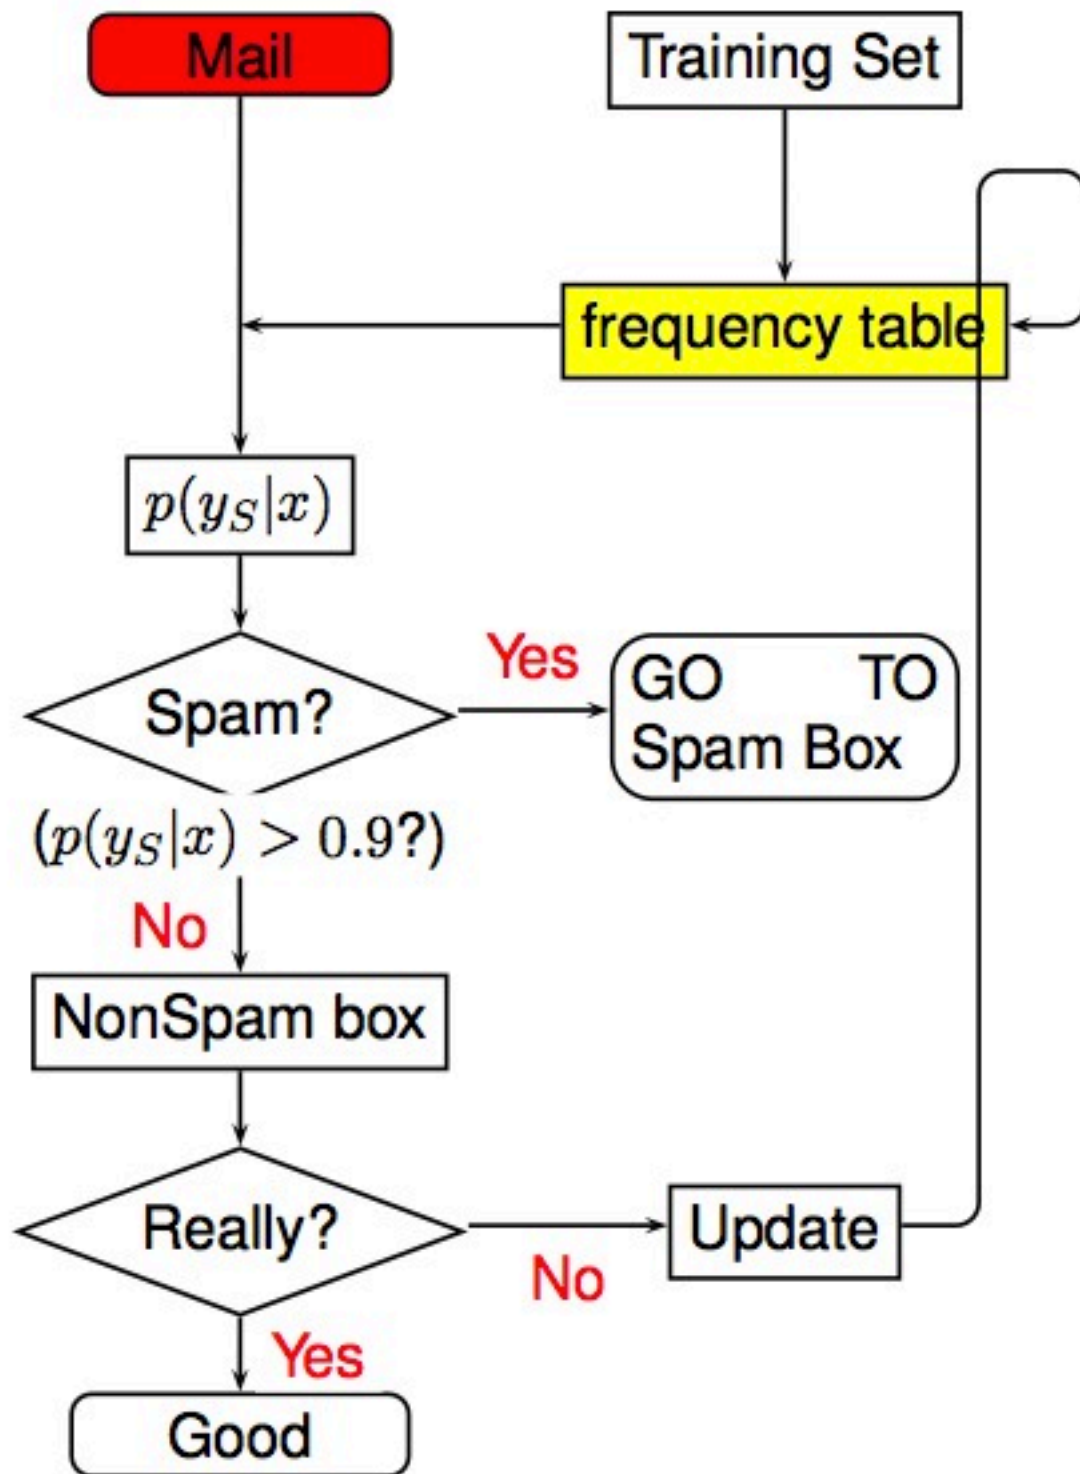 Mail
Training Set
frequency table
p(y_S|x)
Spam?
Yes
GO TO
Spam Box
(p(y_S|x) > 0.9?)
No
NonSpam box
Really?
No
Update
Yes
Good